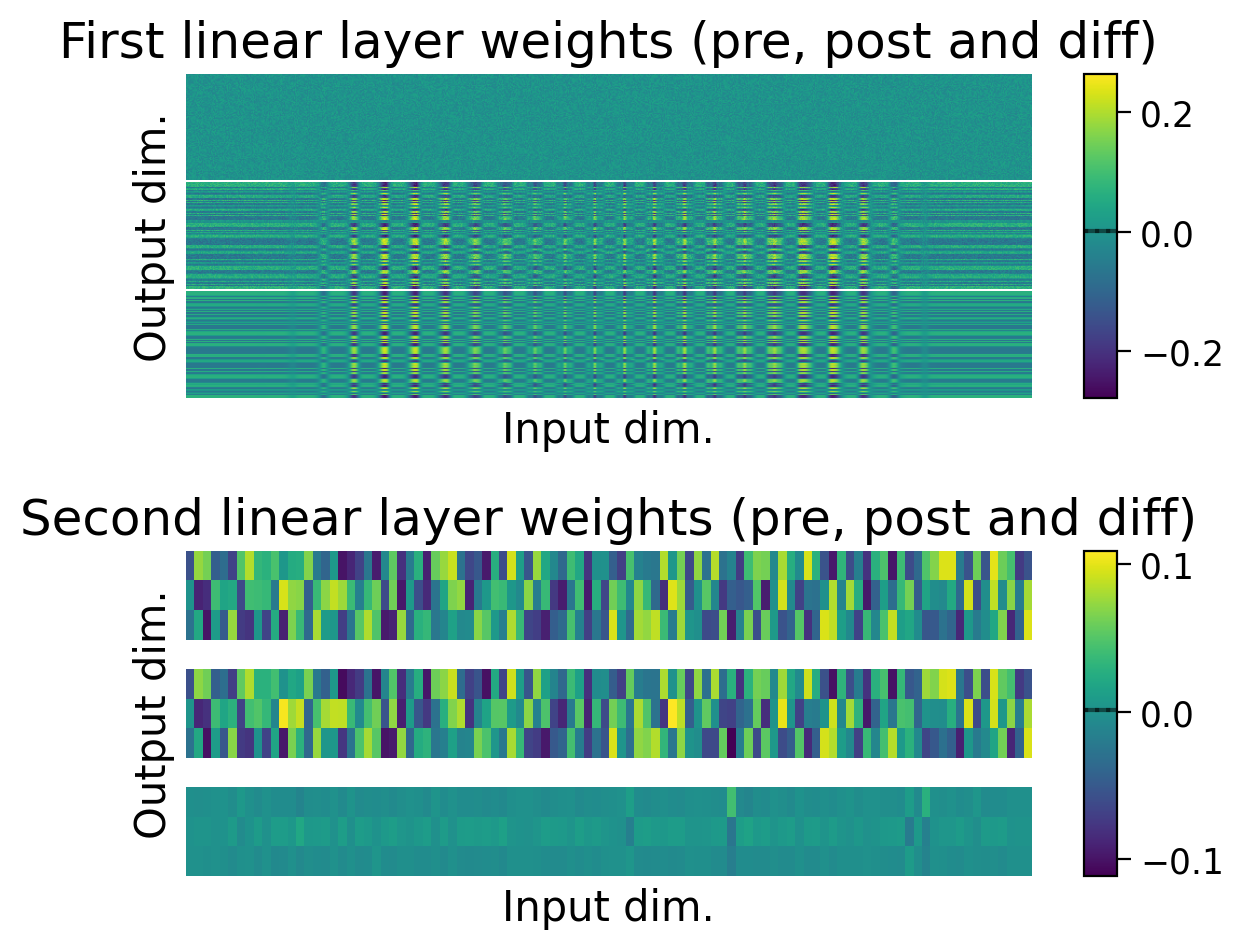 First linear layer weights (pre, post and diff)
Output dim.
0.2
0.0
−0.2
Input dim.
Second linear layer weights (pre, post and diff)
Output dim.
0.1
0.0
−0.1
Input dim.